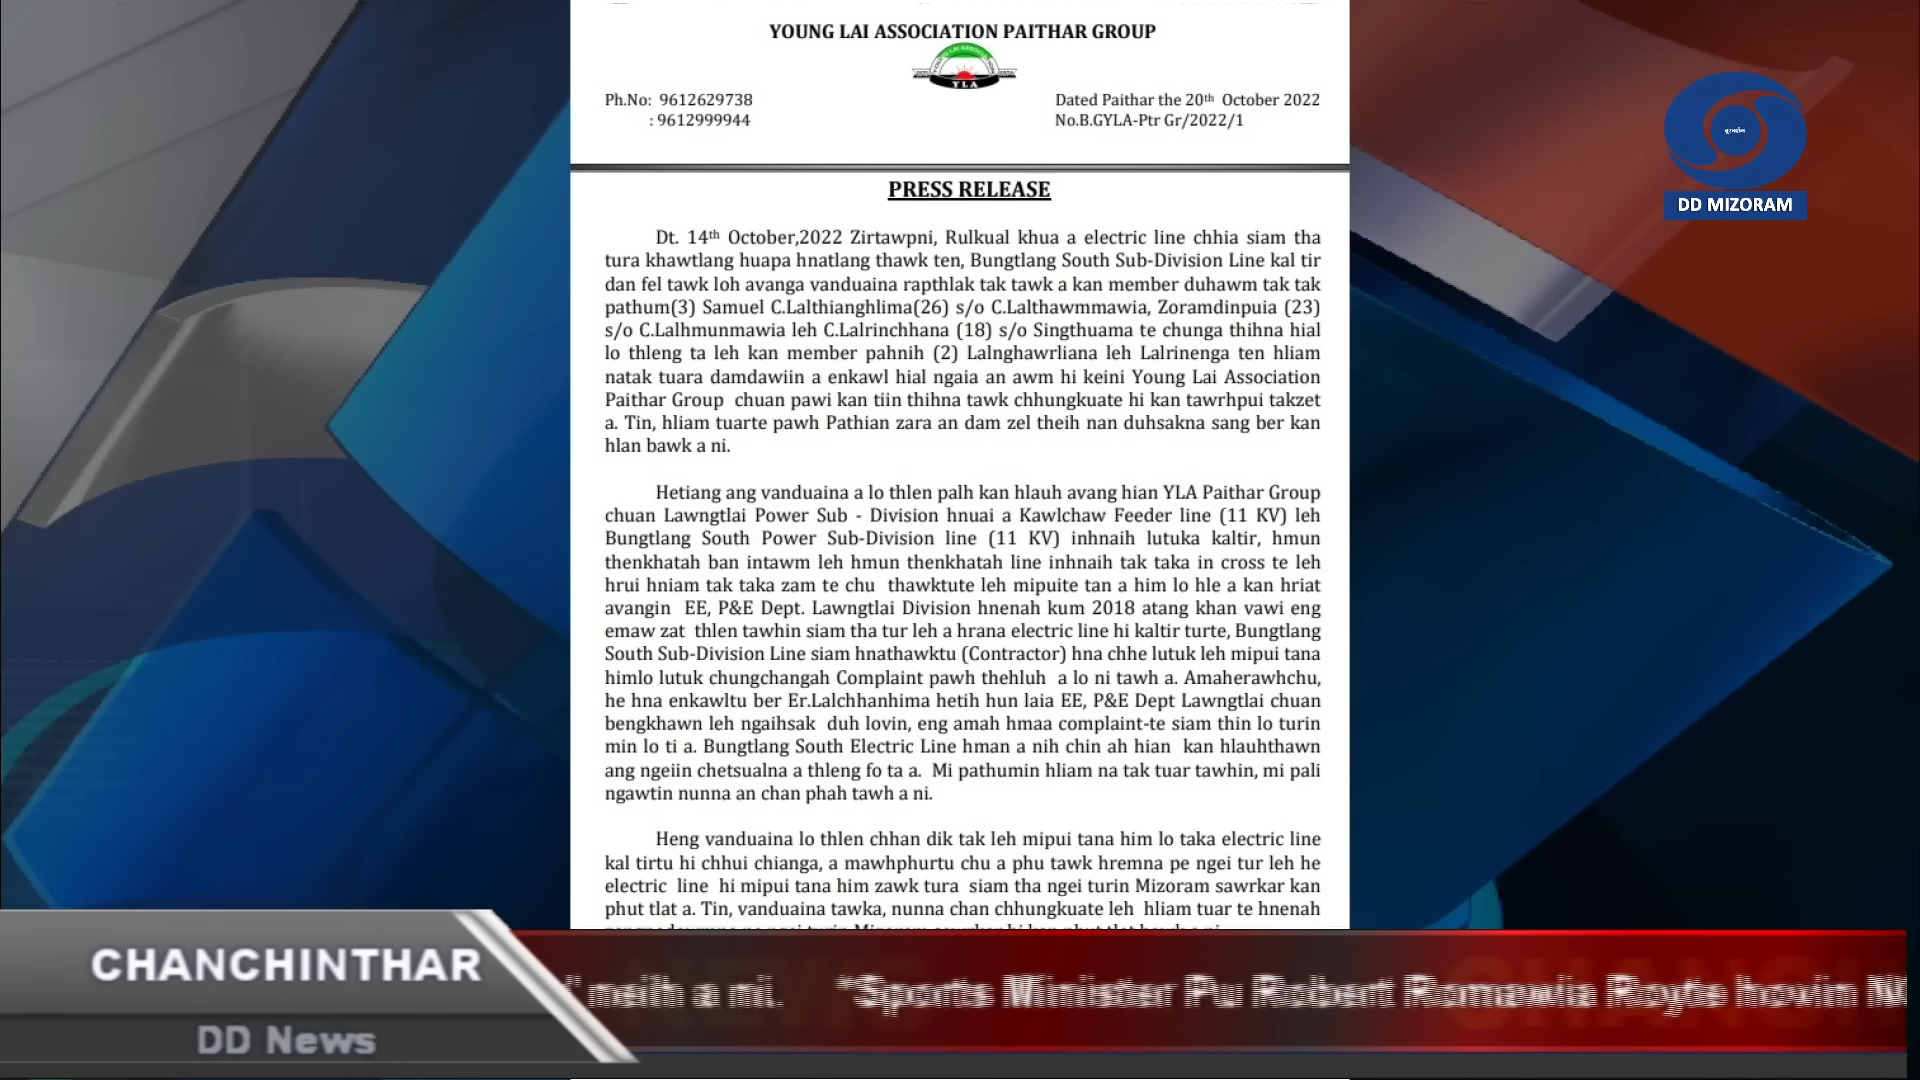 YOUNG LAI ASSOCIATION PAITHAR GROUP
YLA
Ph.No: 9612629738
: 9612999944
Dated Paithar the 20th October 2022
No.B.GYLA-Ptr Gr/2022/1
दूरदर्शन
DD MIZORAM
PRESS RELEASE
Dt. 14th October,2022 Zirtawpni, Rulkual khua a electric line chhia siam tha
tura khawtlang huapa hnatlang thawk ten, Bungtlang South Sub-Division Line kal tir
dan fel tawk loh avanga vanduaina rapthlak tak tawk a kan member duhawm tak tak
pathum(3) Samuel C.Lalthianghlima(26) s/o C.Lalthawmmawia, Zoramdinpuia (23)
s/o C.Lalhmunmawia leh C.Lalrinchhana (18) s/o Singthuama te chunga thihna hial
lo thleng ta leh kan member pahnih (2) Lalnghawrliana leh Lalrinenga ten hliam
natak tuara damdawiin a enkawl hial ngaia an awm hi keini Young Lai Association
Paithar Group chuan pawi kan tiin thihna tawk chhungkuate hi kan tawrhpui takzet
a. Tin, hliam tuarte pawh Pathian zara an dam zel theih nan duhsakna sang ber kan
hlan bawk a ni.
Hetiang ang vanduaina a lo thlen palh kan hlauh avang hian YLA Paithar Group
chuan Lawngtlai Power Sub - Division hnuai a Kawlchaw Feeder line (11 KV) leh
Bungtlang South Power Sub-Division line (11 KV) inhnaih lutuka kaltir, hmun
thenkhatah ban intawm leh hmun thenkhatah line inhnaih tak taka in cross te leh
hrui hniam tak taka zam te chu thawktute leh mipuite tan a him lo hle a kan hriat
avangin EE, P&E Dept. Lawngtlai Division hnenah kum 2018 atang khan vawi eng
emaw zat thlen tawhin siam tha tur leh a hrana electric line hi kaltir turte, Bungtlang
South Sub-Division Line siam hnathawktu (Contractor) hna chhe lutuk leh mipui tana
himlo lutuk chungchangah Complaint pawh thehluh a lo ni tawh a. Amaherawhchu,
he hna enkawltu ber Er.Lalchhanhima hetih hun laia EE, P&E Dept Lawngtlai chuan
bengkhawn leh ngaihsak duh lovin, eng amah hmaa complaint-te siam thin lo turin
min lo ti a. Bungtlang South Electric Line hman a nih chin ah hian kan hlauhthawn
ang ngeiin chetsualna a thleng fo ta a. Mi pathumin hliam na tak tuar tawhin, mi pali
ngawtin nunna an chan phah tawh a ni.
Heng vanduaina lo thlen chhan dik tak leh mipui tana him lo taka electric line
kal tirtu hi chhui chianga, a mawhphurtu chu a phu tawk hremna pe ngei tur leh he
electric line hi mipui tana him zawk tura siam tha ngei turin Mizoram sawrkar kan
phut tlat a. Tin, vanduaina tawka, nunna chan chhungkuate leh hliam tuar te hnenah
CHANCHINTHAR
DD News
neih a ni. "Sports Minister Pu Robert Romawia Royte hovin